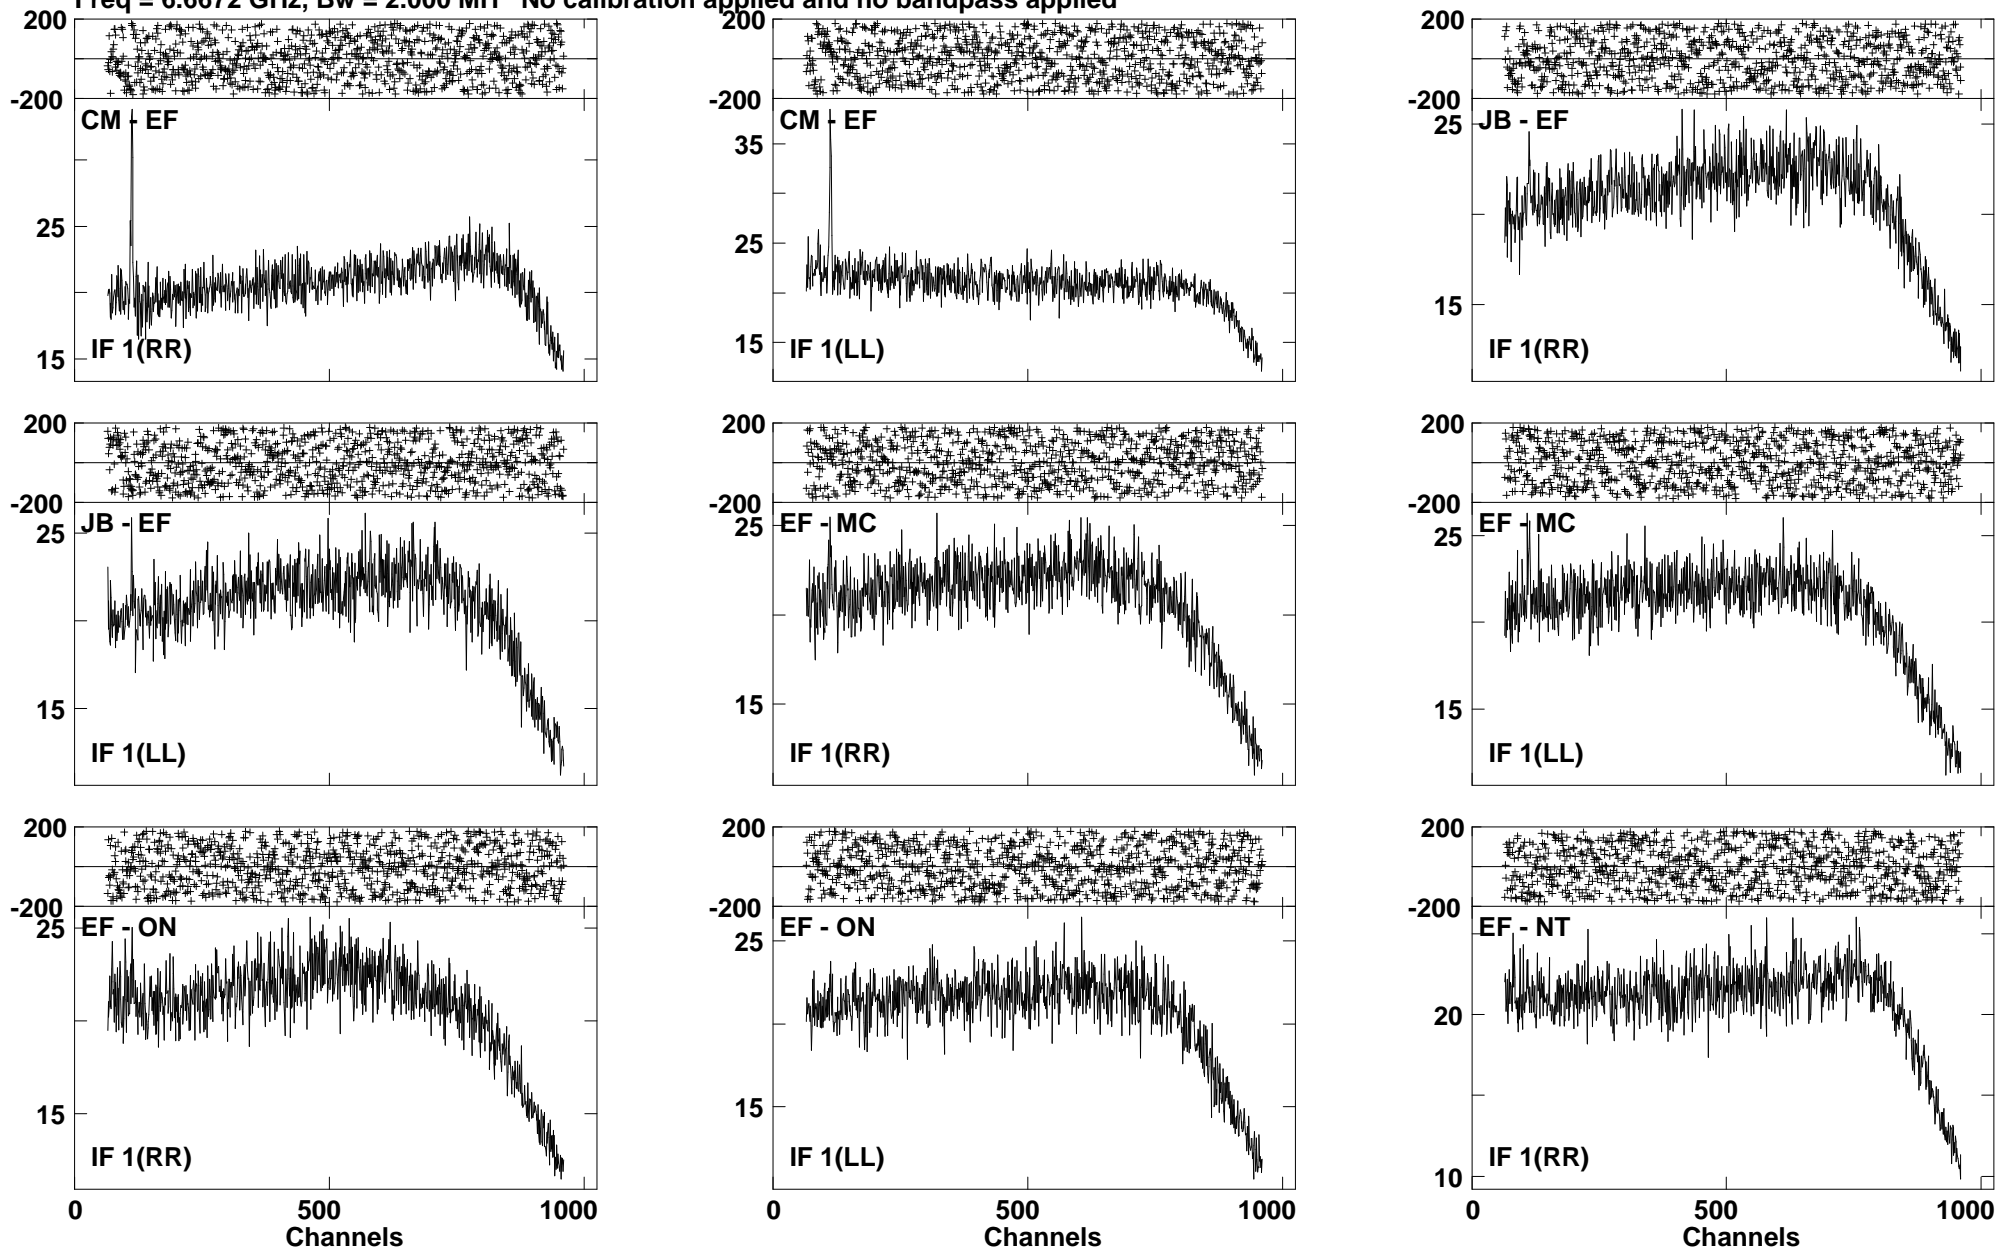 Freq = 6.6672 GHz, Bw = 2.000 MH No calibration applied and no bandpass applied
200
-200
CM - EF
25
15
IF 1(RR)
CM - EF
35
25
15
IF 1(LL)
200
-200
JB - EF
25
15
IF 1(RR)
200
-200
JB - EF
25
15
IF 1(LL)
200
-200
EF - MC
25
15
IF 1(RR)
200
-200
EF - MC
25
15
IF 1(LL)
200
-200
EF - ON
25
15
IF 1(RR)
0 500 1000
Channels
200
-200
EF - ON
25
15
IF 1(LL)
0 500 1000
Channels
200
-200
EF - NT
20
10
IF 1(RR)
0 500 1000
Channels